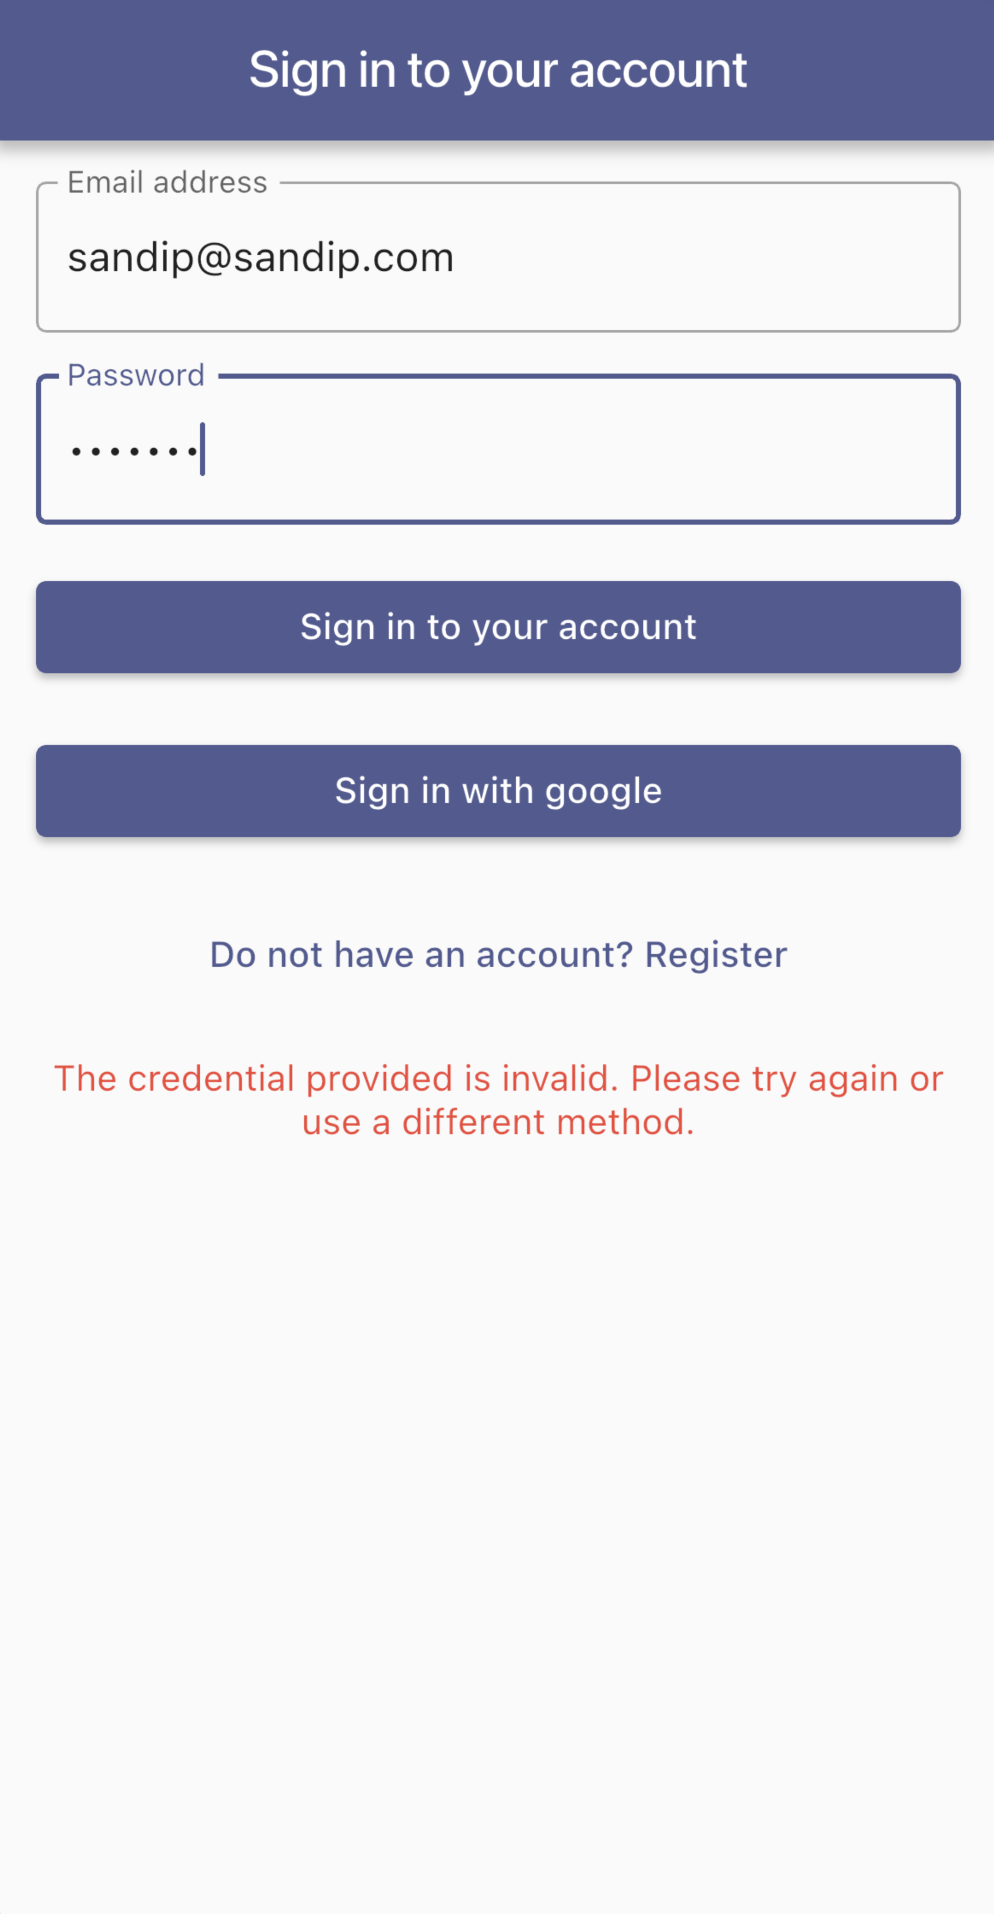 Sign in to your account
Email address
sandip@sandip.com
Password
•••••••
Sign in to your account
Sign in with google
Do not have an account? Register
The credential provided is invalid. Please try again or
use a different method.